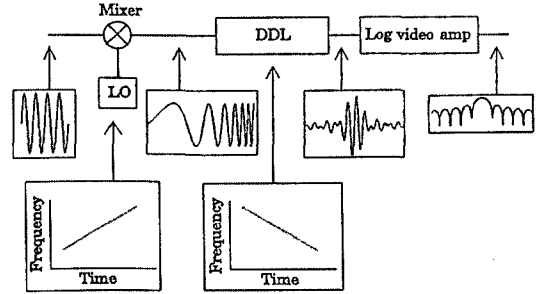 Mixer
DDL
Log video amp
LO
Frequency
Time
Frequency
Time